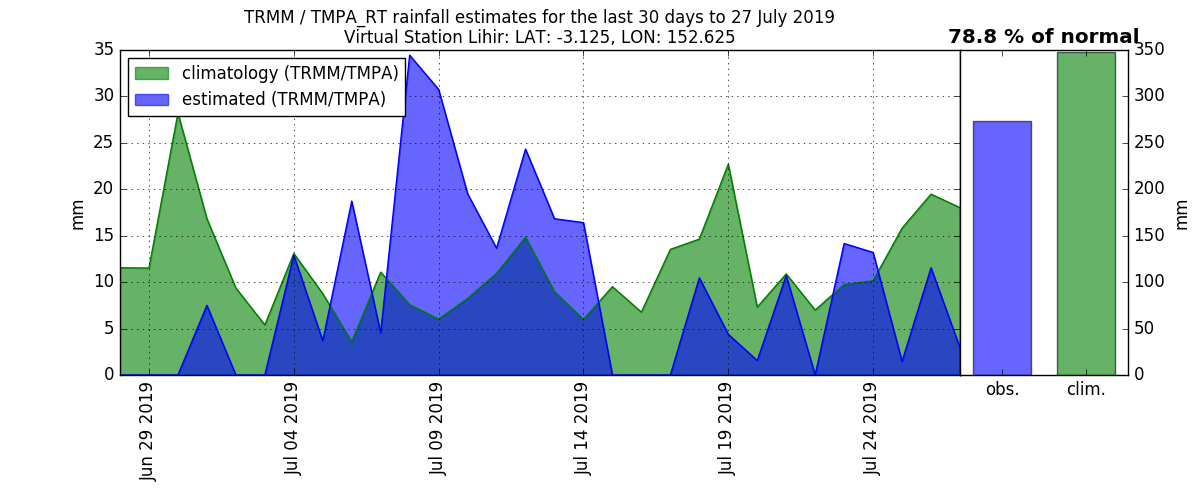 TRMM / TMPA_RT rainfall estimates for the last 30 days to 27 July 2019
Virtual Station Lihir: LAT: -3.125, LON: 152.625
78.8 % of normal
climatology (TRMM/TMPA)
estimated (TRMM/TMPA)
35
30
25
20
15
10
5
0
mm
Jun 29 2019
Jul 04 2019
Jul 09 2019
Jul 14 2019
Jul 19 2019
Jul 24 2019
obs.
clim.
350
300
250
200
150
100
50
0
mm